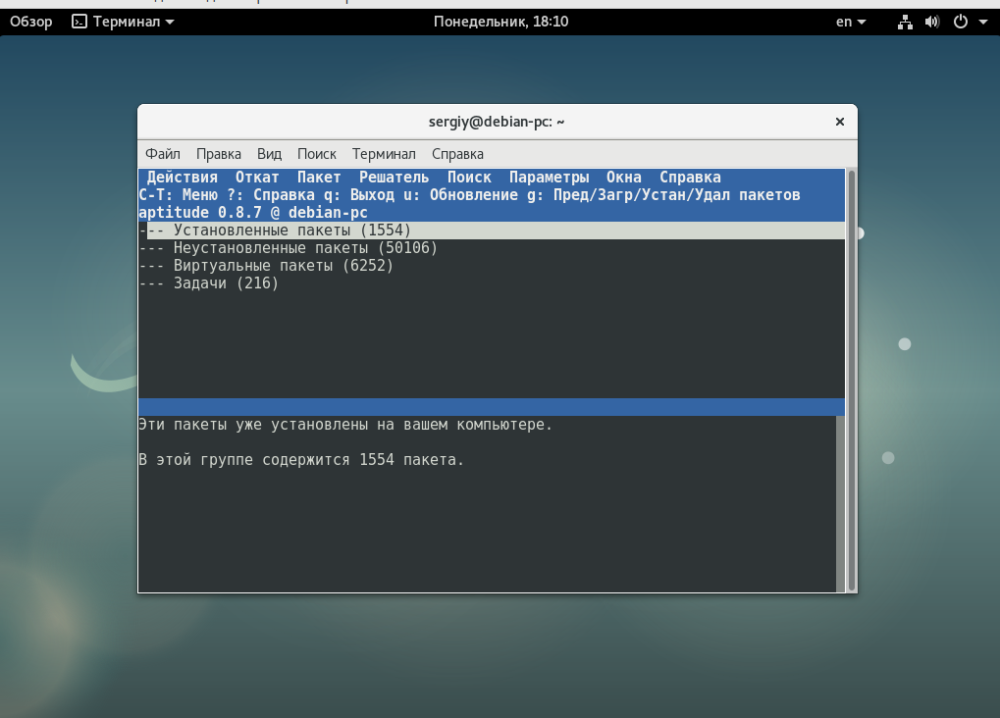 Обзор Терминал Понедельник, 18:10 en
sergiy@debian-pc: ~
Файл Правка Вид Поиск Терминал Справка
Действия Откат Пакет Решатель Поиск Параметры Окна Справка
C-T: Меню ?: Справка q: Выход u: Обновление g: Пред/Загр/Устан/Удал пакетов
aptitude 0.8.7 @ debian-pc
--- Установленные пакеты (1554)
--- Неустановленные пакеты (50106)
--- Виртуальные пакеты (6252)
--- Задачи (216)
Эти пакеты уже установлены на вашем компьютере.
В этой группе содержится 1554 пакета.